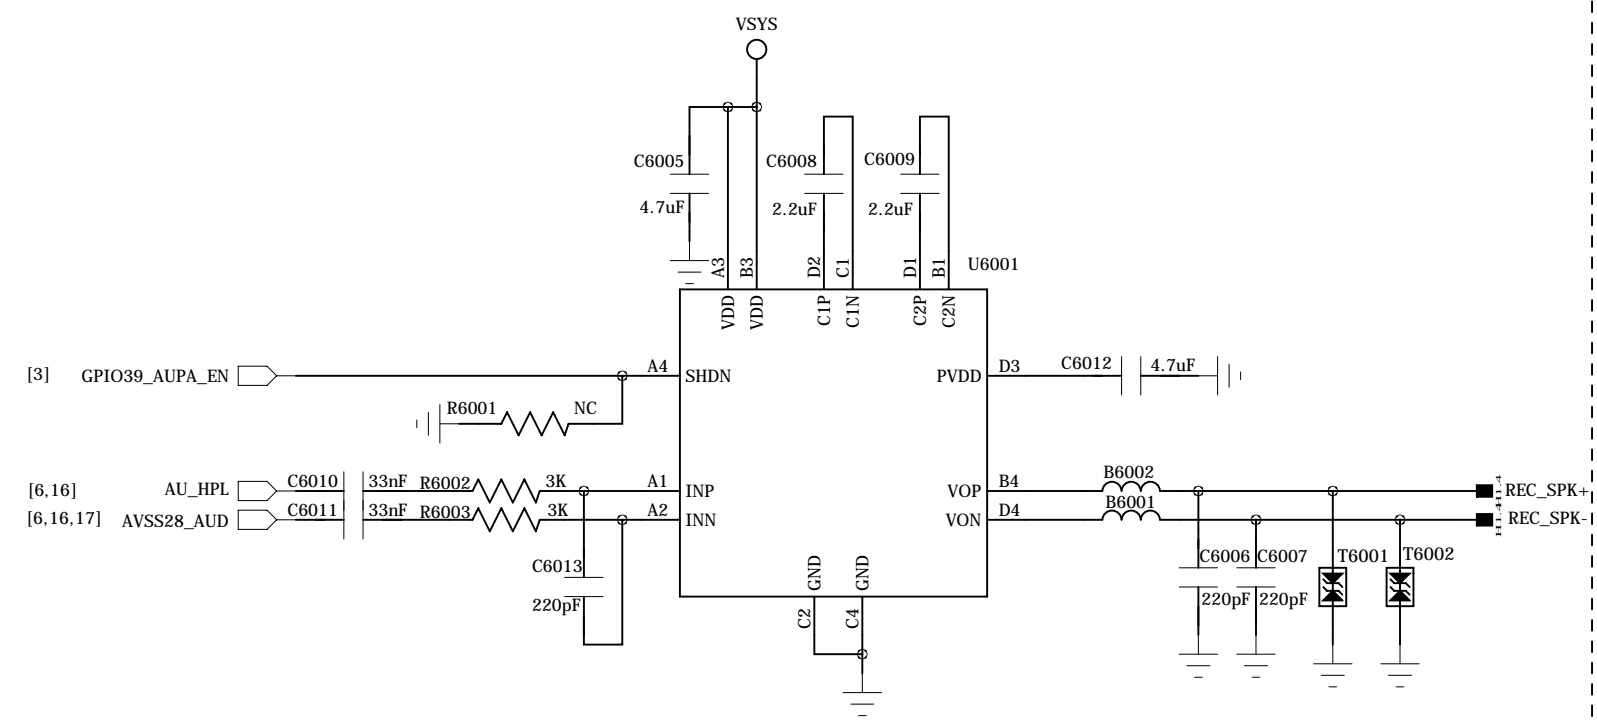 VSYS
C6005
4.7uF
C6008
2.2uF
C6009
2.2uF
A3
B3
D2
C1
D1
B1
U6001
VDD
VDD
C1P
C1N
C2P
C2N
[3] GPIO39_AUPA_EN
A4
SHDN
R6001
NC
PVDD
D3
C6012
4.7uF
[6,16] AU_HPL
C6010
33nF
R6002
3K
A1
INP
[6,16,17] AVSS28_AUD
C6011
33nF
R6003
3K
A2
INN
VOP
B4
B6002
REC_SPK+
VON
D4
B6001
REC_SPK-
C6013
220pF
GND
GND
C2
C4
C6006
220pF
C6007
220pF
T6001
T6002